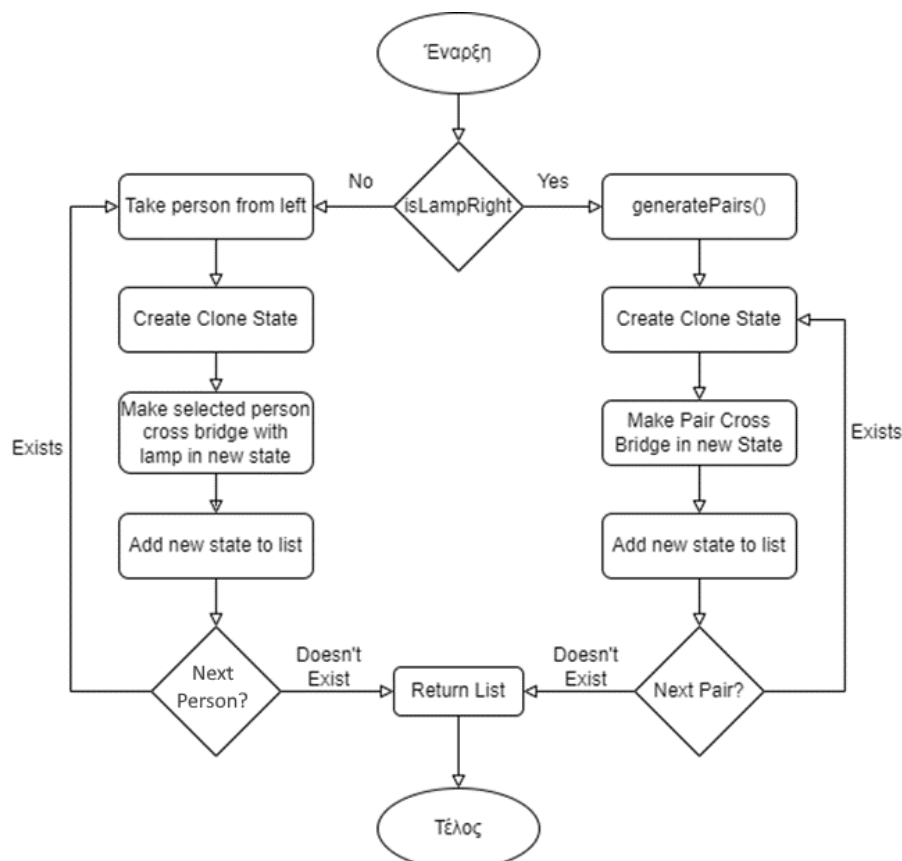 Έναρξη
No
Yes
Take person from left
isLampRight
generatePairs()
Create Clone State
Create Clone State
Make selected person
cross bridge with
lamp in new state
Make Pair Cross
Bridge in new State
Exists
Exists
Add new state to list
Add new state to list
Next
Person?
Doesn't
Exist
Return List
Doesn't
Exist
Next Pair?
Τέλος